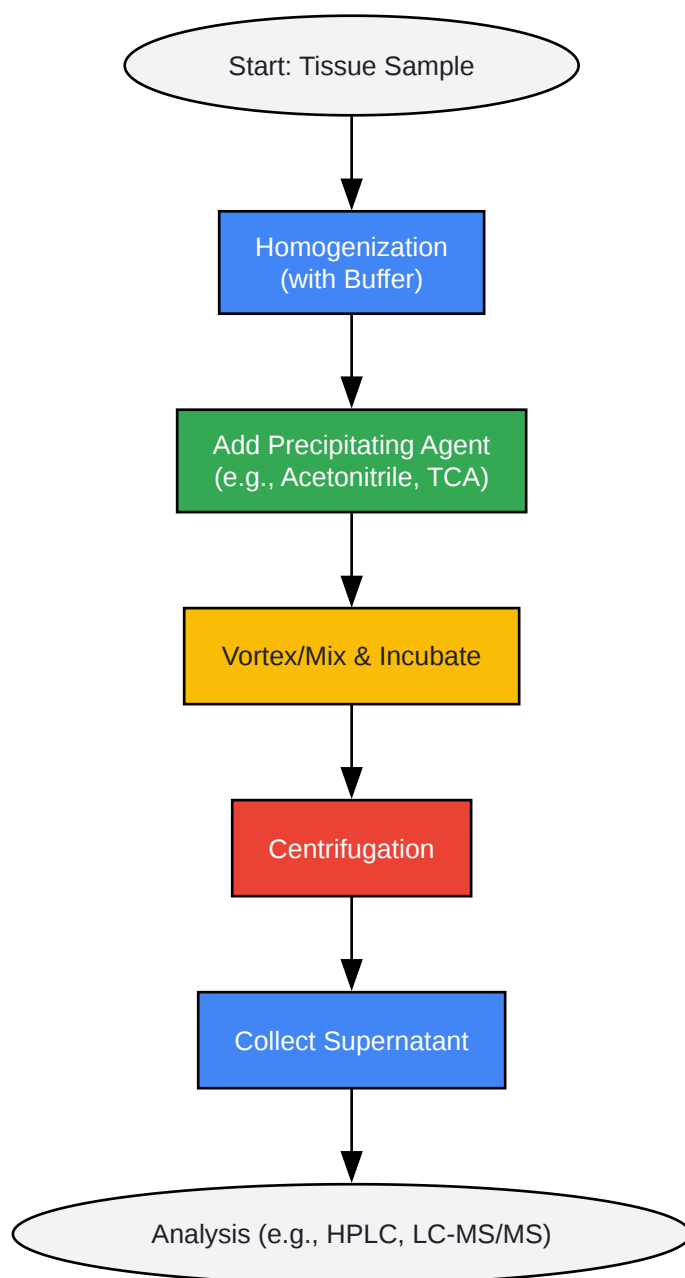 Start: Tissue Sample
Homogenization
(with Buffer)
Add Precipitating Agent
(e.g., Acetonitrile, TCA)
Vortex/Mix & Incubate
Centrifugation
Collect Supernatant
Analysis (e.g., HPLC, LC-MS/MS)